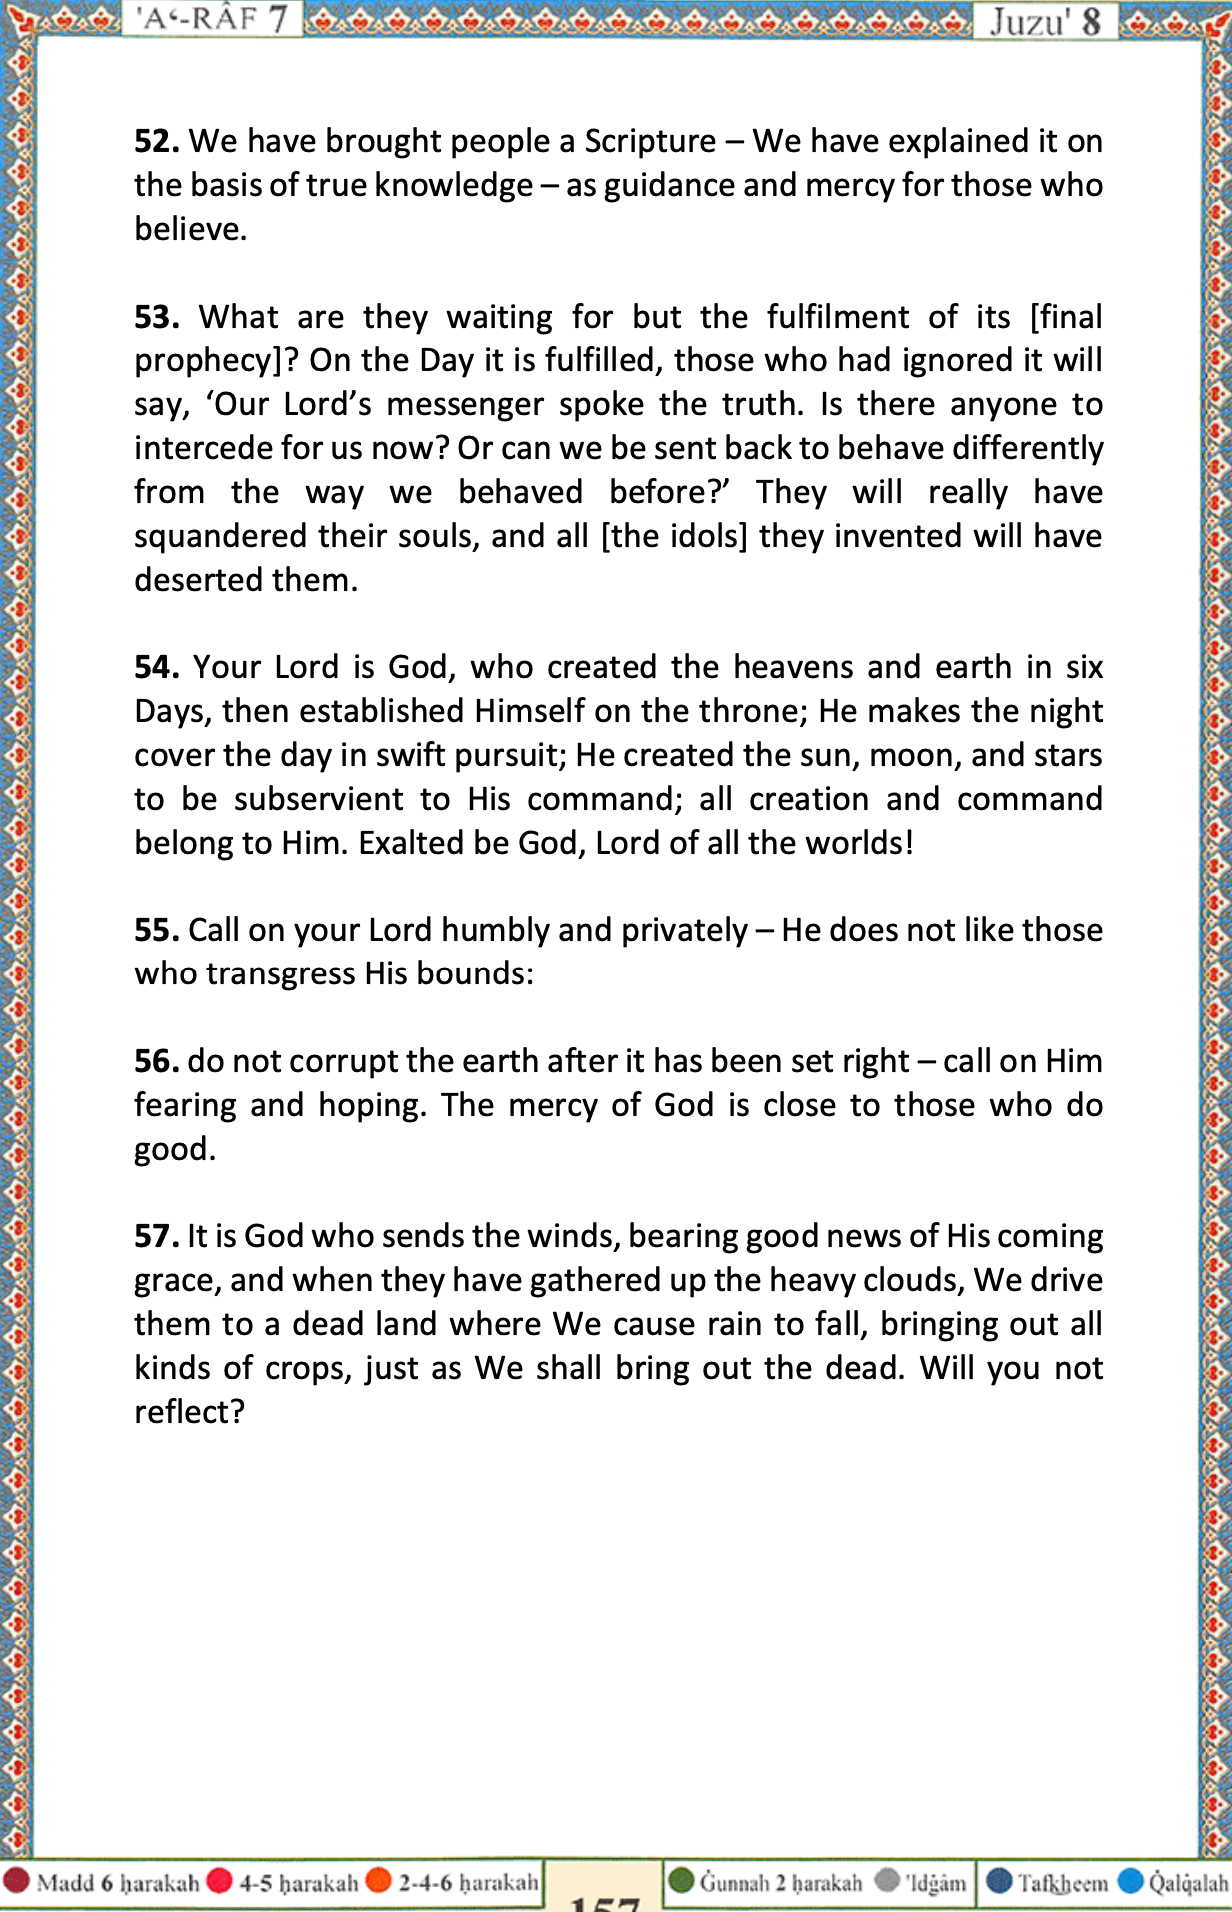 'A‘-RÂF 7
Juzu' 8
52. We have brought people a Scripture – We have explained it on
the basis of true knowledge – as guidance and mercy for those who
believe.
53. What are they waiting for but the fulfilment of its [final
prophecy]? On the Day it is fulfilled, those who had ignored it will
say, ‘Our Lord’s messenger spoke the truth. Is there anyone to
intercede for us now? Or can we be sent back to behave differently
from the way we behaved before?’ They will really have
squandered their souls, and all [the idols] they invented will have
deserted them.
54. Your Lord is God, who created the heavens and earth in six
Days, then established Himself on the throne; He makes the night
cover the day in swift pursuit; He created the sun, moon, and stars
to be subservient to His command; all creation and command
belong to Him. Exalted be God, Lord of all the worlds!
55. Call on your Lord humbly and privately – He does not like those
who transgress His bounds:
56. do not corrupt the earth after it has been set right – call on Him
fearing and hoping. The mercy of God is close to those who do
good.
57. It is God who sends the winds, bearing good news of His coming
grace, and when they have gathered up the heavy clouds, We drive
them to a dead land where We cause rain to fall, bringing out all
kinds of crops, just as We shall bring out the dead. Will you not
reflect?
Madd 6 ḥarakah 4-5 ḥarakah 2-4-6 ḥarakah
157
Ġunnah 2 ḥarakah 'Idġâm Tafkheem Q̇alq̇alah